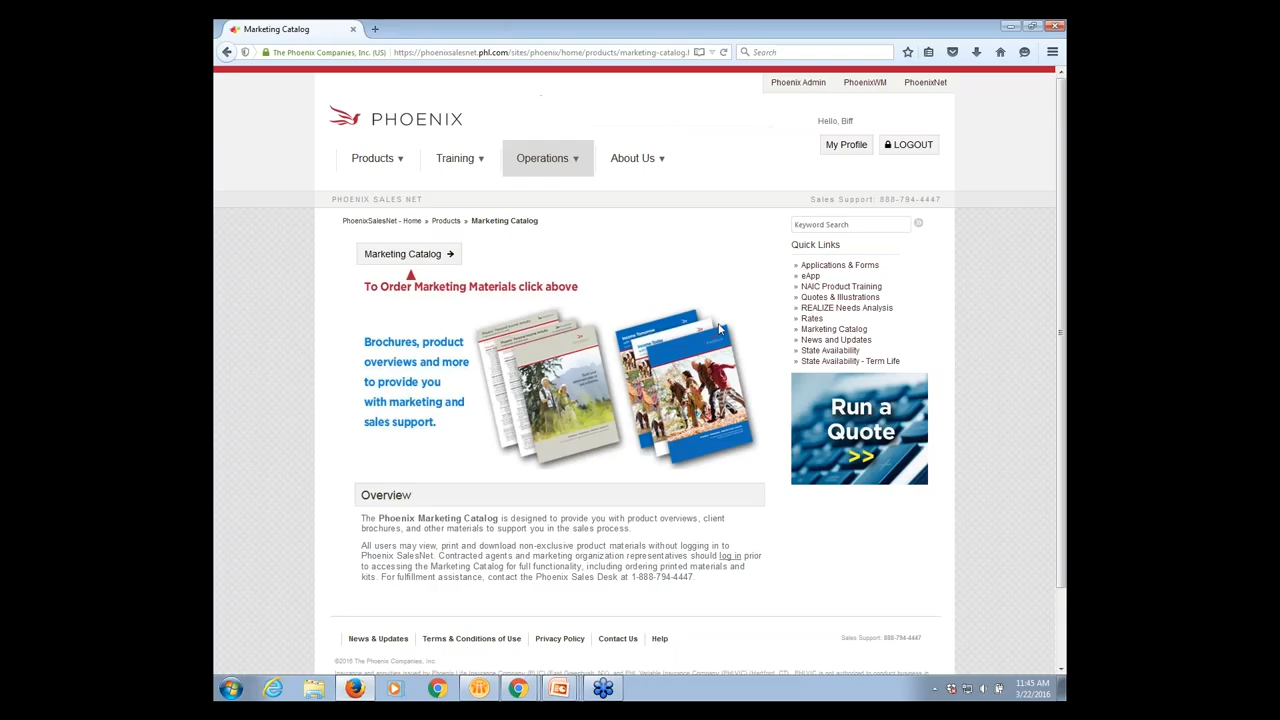 Marketing Catalog
The Phoenix Companies, Inc. (US)
https://phoenixsalesnet.phl.com/sites/phoenix/home/products/marketing-catalog.l
Search
Phoenix Admin PhoenixWM PhoenixNet
PHOENIX
Hello, Biff
My Profile LOGOUT
Products Training Operations About Us
PHOENIX SALES NET
Sales Support: 888-794-4447
PhoenixSalesNet - Home » Products » Marketing Catalog
Keyword Search
Marketing Catalog
To Order Marketing Materials click above
Brochures, product
overviews and more
to provide you
with marketing and
sales support.
Quick Links
» Applications & Forms
» eApp
» NAIC Product Training
» Quotes & Illustrations
» REALIZE Needs Analysis
» Rates
» Marketing Catalog
» News and Updates
» State Availability
» State Availability - Term Life
Run a
Quote
>>
Overview
The Phoenix Marketing Catalog is designed to provide you with product overviews, client
brochures, and other materials to support you in the sales process.
All users may view, print and download non-exclusive product materials without logging in to
Phoenix SalesNet. Contracted agents and marketing organization representatives should log in prior
to accessing the Marketing Catalog for full functionality, including ordering printed materials and
kits. For fulfillment assistance, contact the Phoenix Sales Desk at 1-888-794-4447.
News & Updates Terms & Conditions of Use Privacy Policy Contact Us Help
Sales Support: 888-794-4447
©2016 The Phoenix Companies, Inc.
11:45 AM
3/22/2016